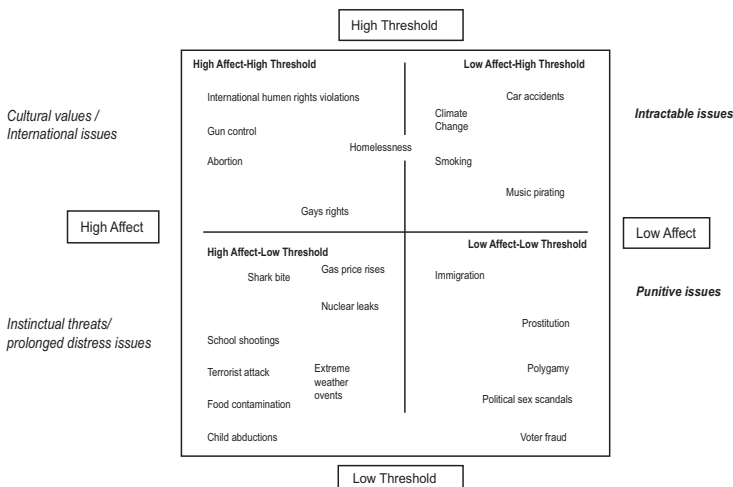 High Threshold
High Affect-High Threshold
Low Affect-High Threshold
International human rights violations
Car accidents
Cultural values /
International issues
Climate
Change
Intractable issues
Gun control
Homelessness
Abortion
Smoking
Music pirating
Gays rights
High Affect
Low Affect
High Affect-Low Threshold
Low Affect-Low Threshold
Shark bite
Gas price rises
Immigration
Punitive issues
Nuclear leaks
Instinctual threats/
prolonged distress issues
Prostitution
School shootings
Terrorist attack
Extreme
weather
ovents
Polygamy
Food contamination
Political sex scandals
Child abductions
Voter fraud
Low Threshold